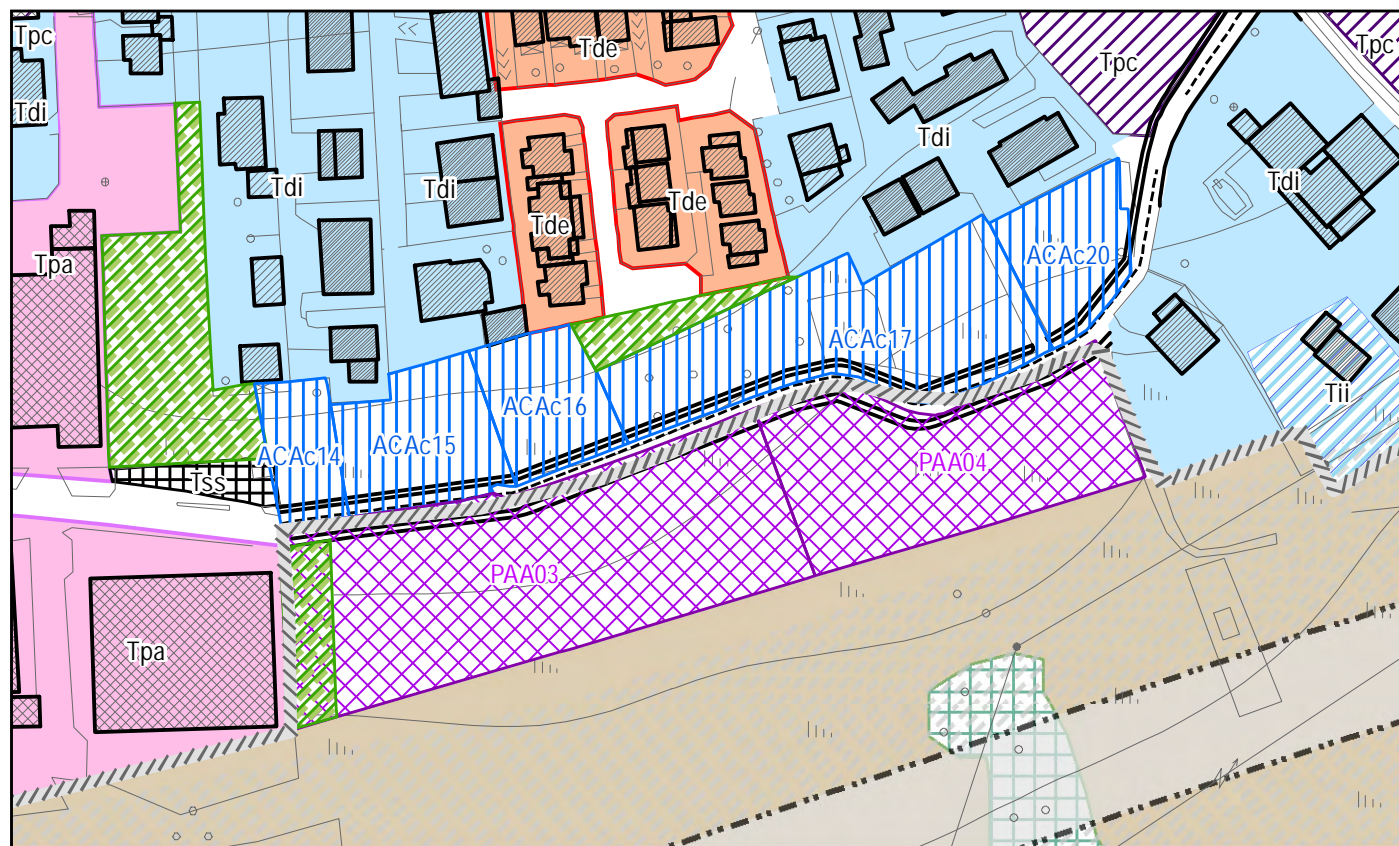 Tpc
Tde
Tpc
Tpc
Tdi
Tdi
Tdi
Tdi
Tdi
Tde
Tde
Tpa
ACAc20
ACAc17
Tii
ACAc16
ACAc15
ACAc14
PAA04
Tss
PAA03
Tpa